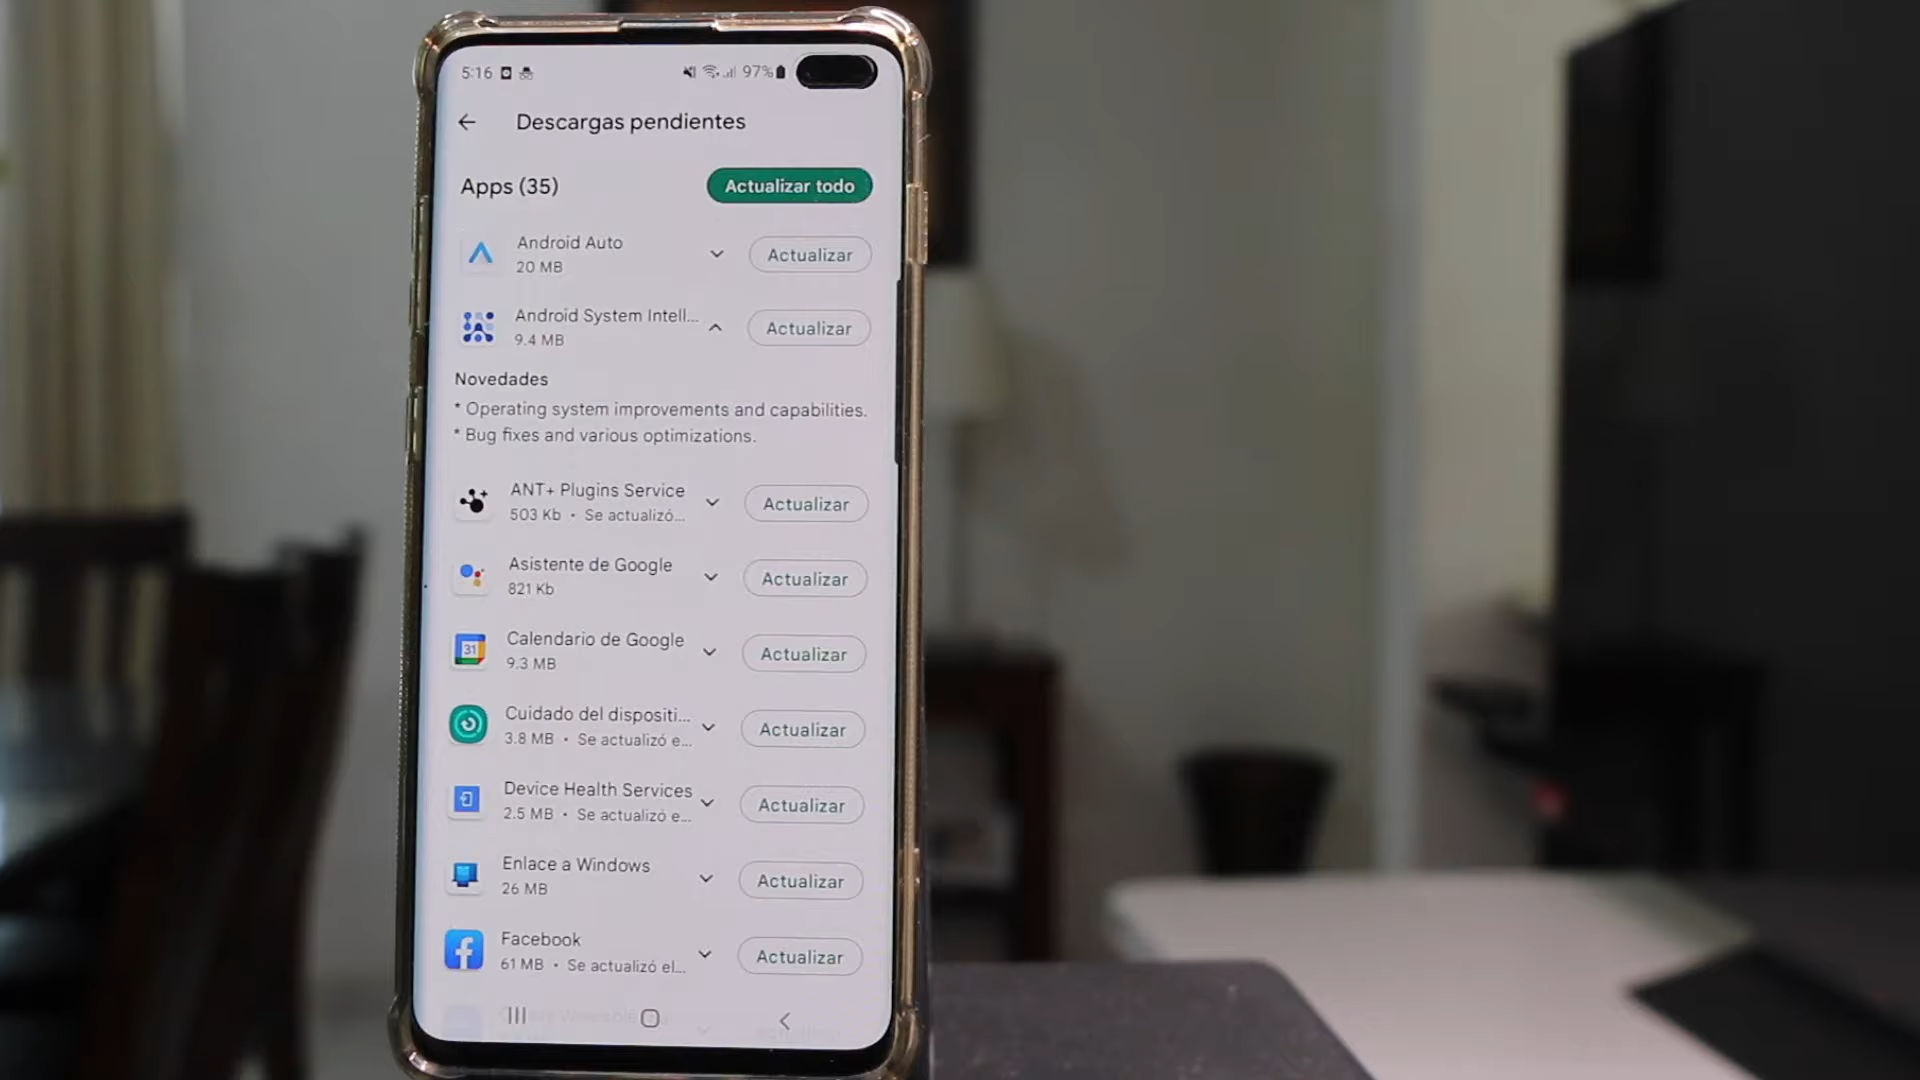 5:16 97%
Descargas pendientes
Apps (35) Actualizar todo
Android Auto
20 MB
Actualizar
Android System Intell...
9.4 MB
Actualizar
Novedades
* Operating system improvements and capabilities.
* Bug fixes and various optimizations.
ANT+ Plugins Service
503 Kb • Se actualizó...
Actualizar
Asistente de Google
821 Kb
Actualizar
31
Calendario de Google
9.3 MB
Actualizar
Cuidado del dispositi...
3.8 MB • Se actualizó e...
Actualizar
Device Health Services
2.5 MB • Se actualizó e...
Actualizar
Enlace a Windows
26 MB
Actualizar
Facebook
61 MB • Se actualizó el...
Actualizar